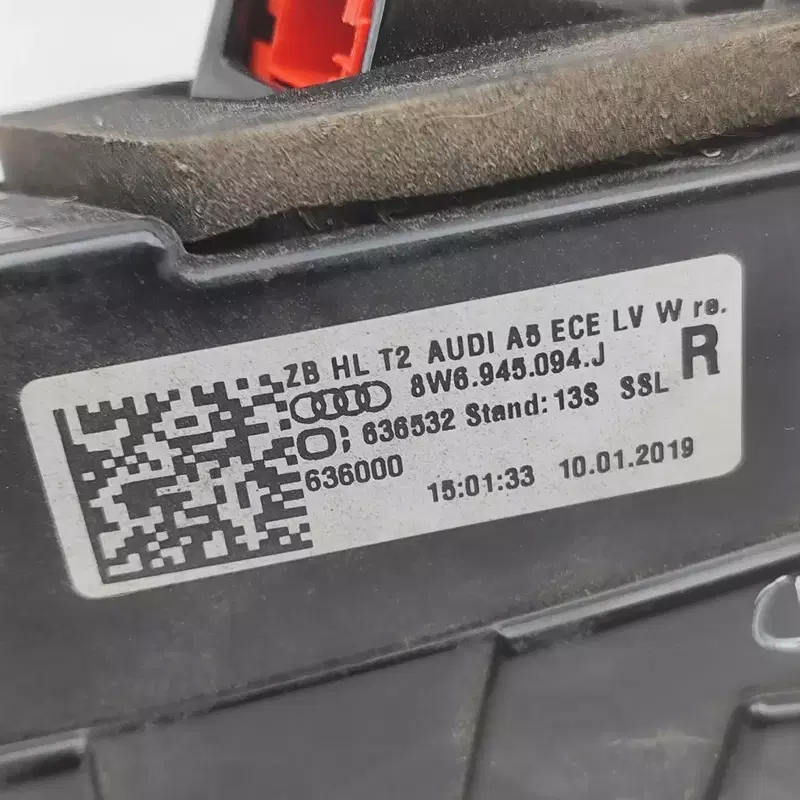 ZB HL T2 AUDI A5 ECE LV W re.
8W6.945.094.J
R
636532 Stand: 13S SSL
636000
15:01:33 10.01.2019